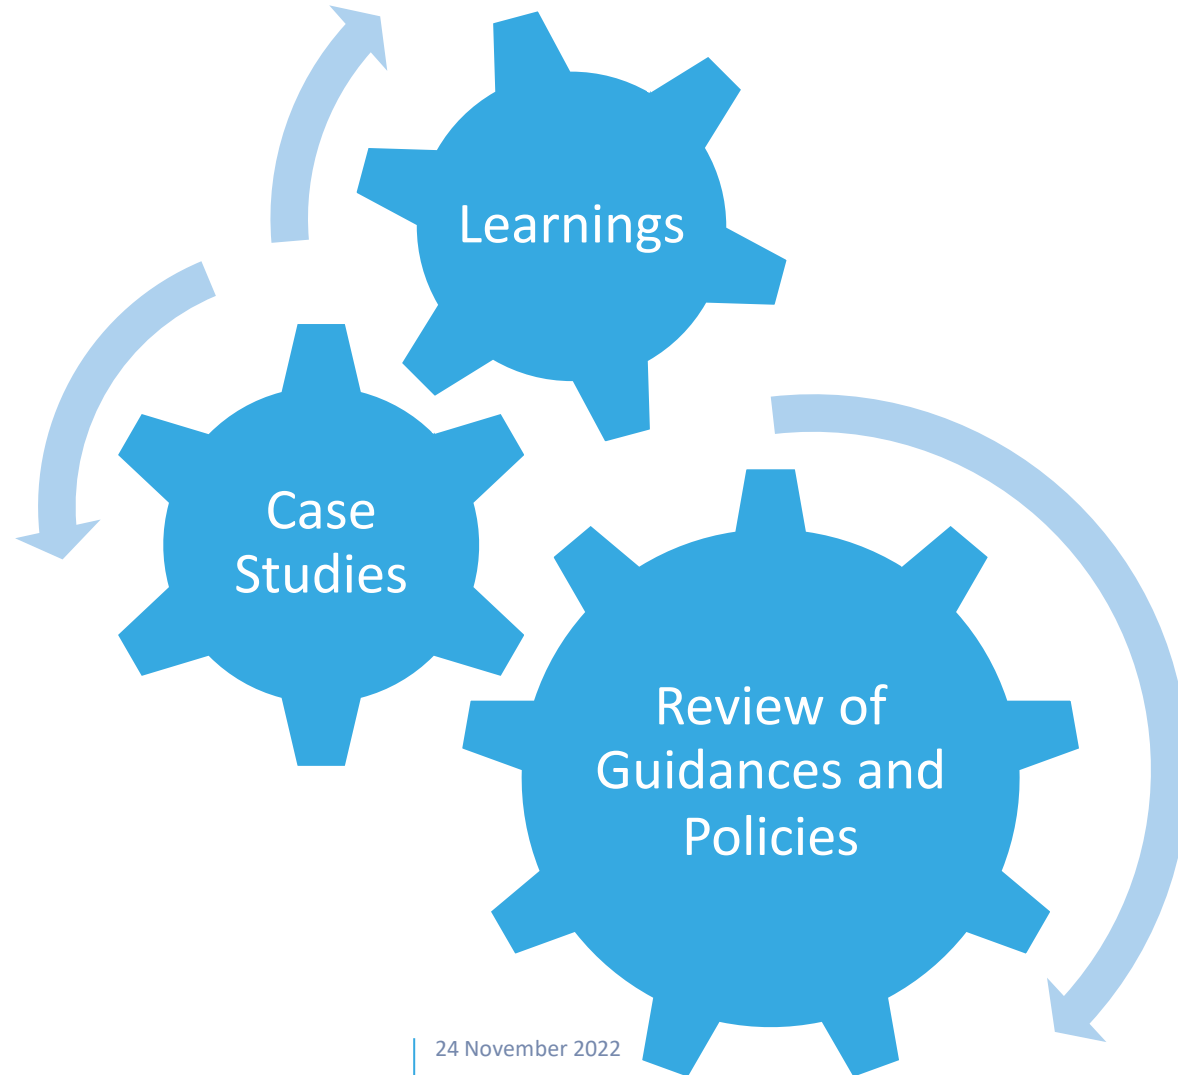 Learnings
Case
Studies
Review of
Guidances and
Policies
24 November 2022